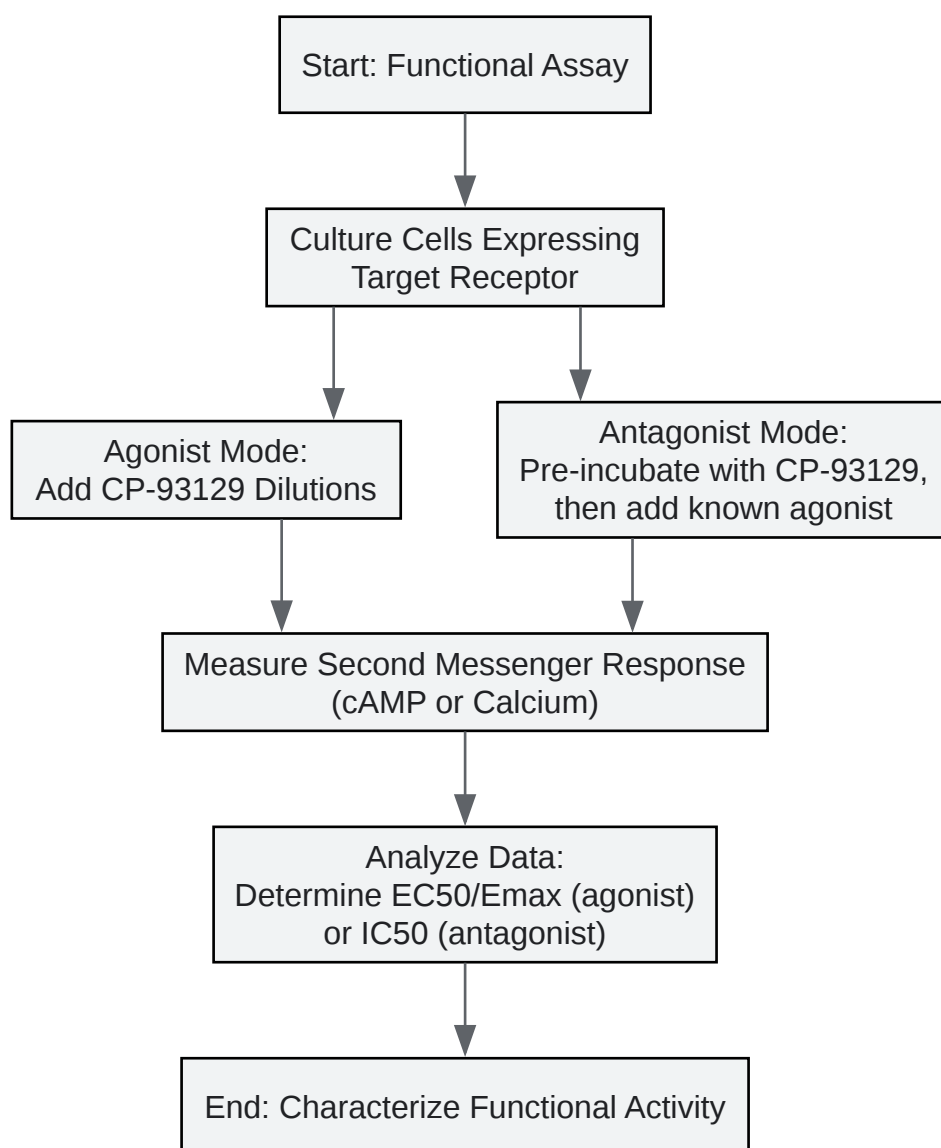 Start: Functional Assay
Culture Cells Expressing
Target Receptor
Agonist Mode:
Add CP-93129 Dilutions
Antagonist Mode:
Pre-incubate with CP-93129,
then add known agonist
Measure Second Messenger Response
(cAMP or Calcium)
Analyze Data:
Determine EC50/Emax (agonist)
or IC50 (antagonist)
End: Characterize Functional Activity